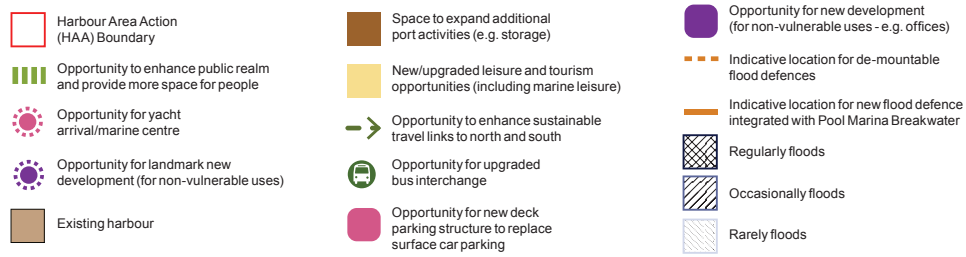 Harbour Area Action
(HAA) Boundary
Opportunity to enhance public realm
and provide more space for people
Opportunity for yacht
arrival/marine centre
Opportunity for landmark new
development (for non-vulnerable uses)
Existing harbour
Space to expand additional
port activities (e.g. storage)
New/upgraded leisure and tourism
opportunities (including marine leisure)
Opportunity to enhance sustainable
travel links to north and south
Opportunity for upgraded
bus interchange
Opportunity for new deck
parking structure to replace
surface car parking
Opportunity for new development
(for non-vulnerable uses - e.g. offices)
Indicative location for de-mountable
flood defences
Indicative location for new flood defence
integrated with Pool Marina Breakwater
Regularly floods
Occasionally floods
Rarely floods